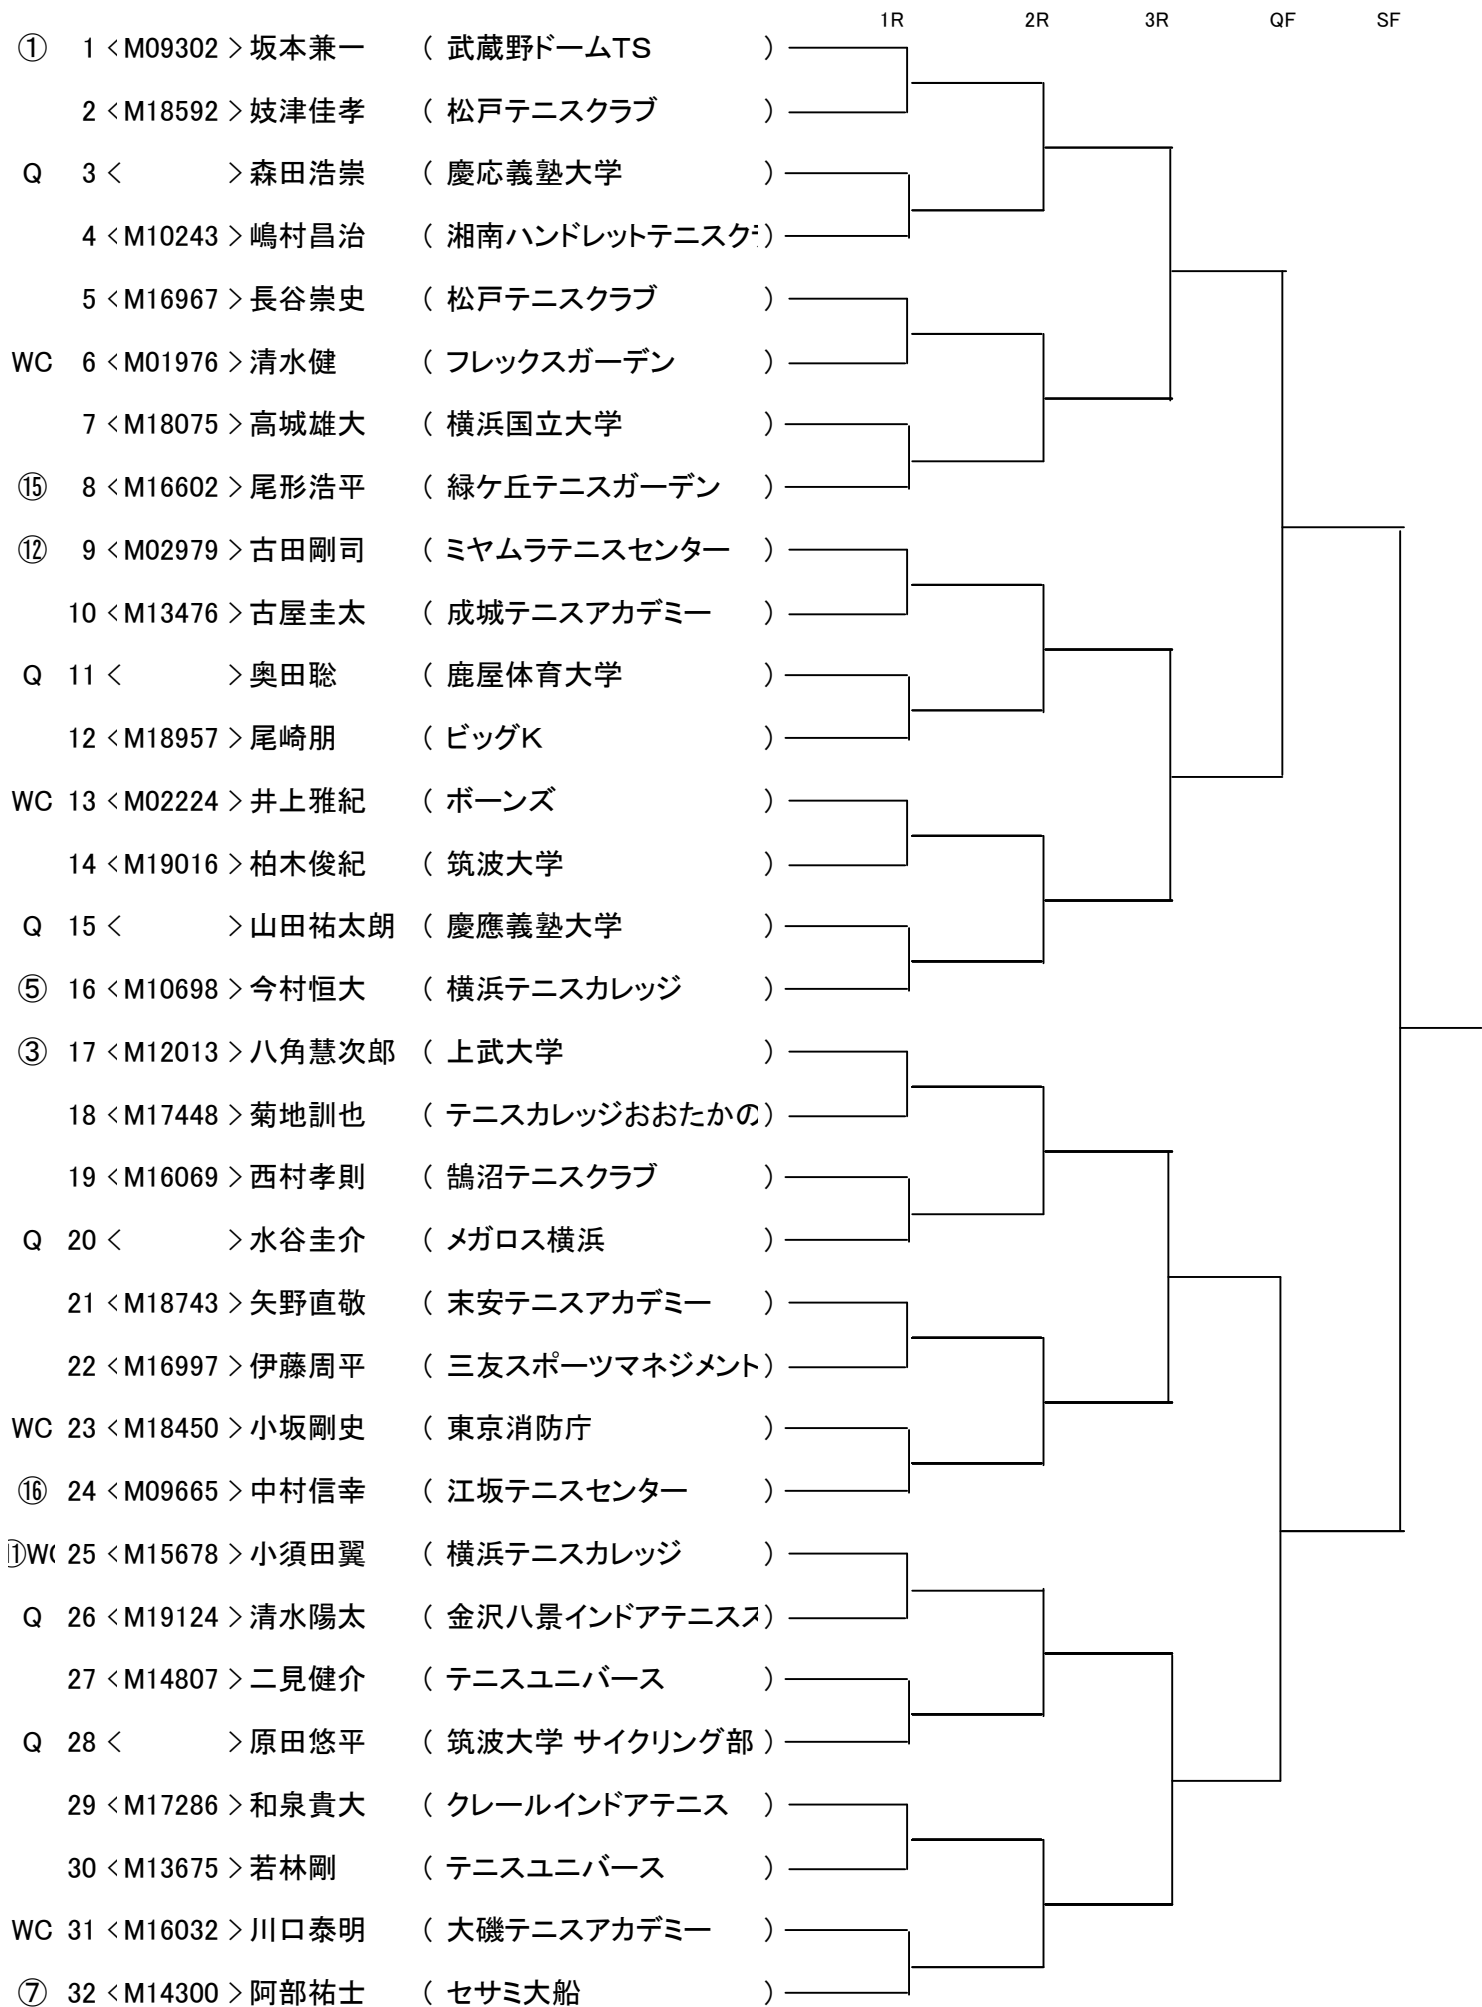 1R 2R 3R QF SF
① 1 <M09302 > 坂本兼一 ( 武蔵野ドームTS )
2 <M18592 > 妓津佳孝 ( 松戸テニスクラブ )
Q 3 < > 森田浩崇 ( 慶応義塾大学 )
4 <M10243 > 嶋村昌治 ( 湘南ハンドレットテニスク )
5 <M16967 > 長谷崇史 ( 松戸テニスクラブ )
WC 6 <M01976 > 清水健 ( フレックスガーデン )
7 <M18075 > 高城雄大 ( 横浜国立大学 )
⑮ 8 <M16602 > 尾形浩平 ( 緑ケ丘テニスガーデン )
⑫ 9 <M02979 > 古田剛司 ( ミヤムラテニスセンター )
10 <M13476 > 古屋圭太 ( 成城テニスアカデミー )
Q 11 < > 奥田聡 ( 鹿屋体育大学 )
12 <M18957 > 尾崎朋 ( ビッグK )
WC 13 <M02224 > 井上雅紀 ( ボーンズ )
14 <M19016 > 柏木俊紀 ( 筑波大学 )
Q 15 < > 山田祐太朗 ( 慶應義塾大学 )
⑤ 16 <M10698 > 今村恒大 ( 横浜テニスカレッジ )
③ 17 <M12013 > 八角慧次郎 ( 上武大学 )
18 <M17448 > 菊地訓也 ( テニスカレッジおおたかの )
19 <M16069 > 西村孝則 ( 鵠沼テニスクラブ )
Q 20 < > 水谷圭介 ( メガロス横浜 )
21 <M18743 > 矢野直敬 ( 末安テニスアカデミー )
22 <M16997 > 伊藤周平 ( 三友スポーツマネジメント )
WC 23 <M18450 > 小坂剛史 ( 東京消防庁 )
⑯ 24 <M09665 > 中村信幸 ( 江坂テニスセンター )
⑪WC 25 <M15678 > 小須田翼 ( 横浜テニスカレッジ )
Q 26 <M19124 > 清水陽太 ( 金沢八景インドアテニスス )
27 <M14807 > 二見健介 ( テニスユニバース )
Q 28 < > 原田悠平 ( 筑波大学 サイクリング部 )
29 <M17286 > 和泉貴大 ( クレールインドアテニス )
30 <M13675 > 若林剛 ( テニスユニバース )
WC 31 <M16032 > 川口泰明 ( 大磯テニスアカデミー )
⑦ 32 <M14300 > 阿部祐士 ( セサミ大船 )